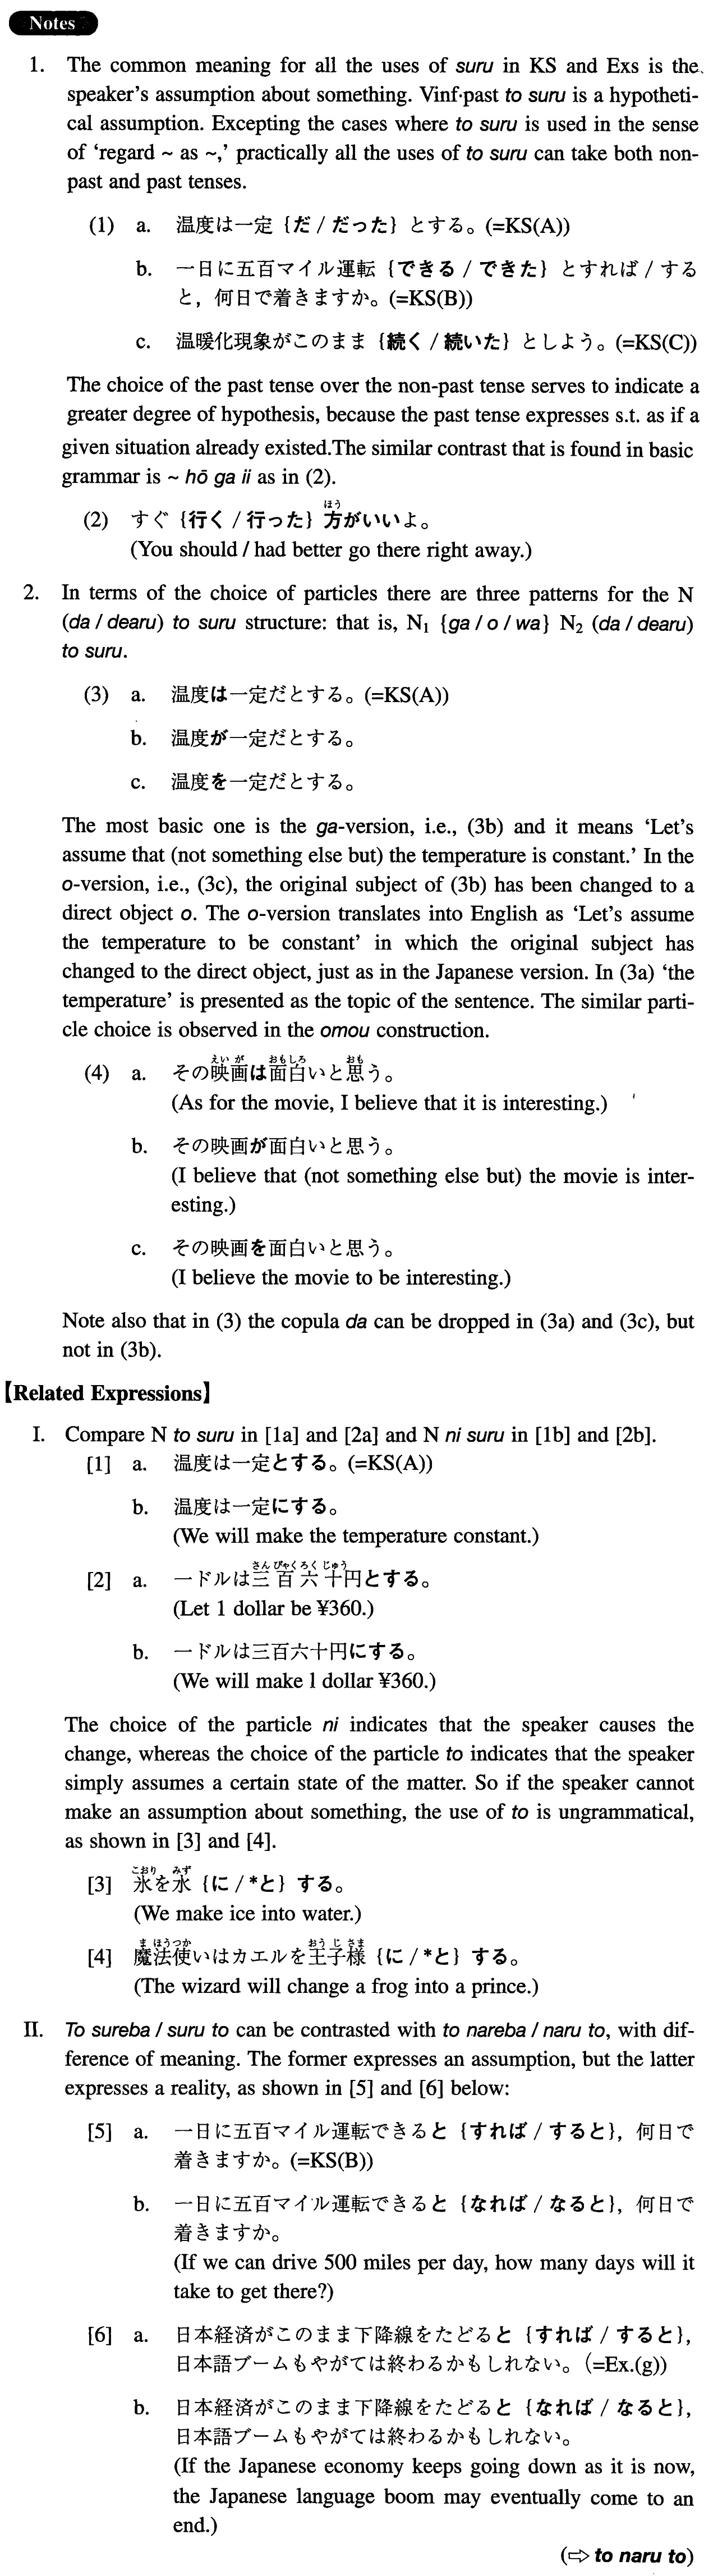 Notes
1. The common meaning for all the uses of suru in KS and Exs is the
speaker's assumption about something. Vinf·past to suru is a hypotheti-
cal assumption. Excepting the cases where to suru is used in the sense
of 'regard ~ as ~,' practically all the uses of to suru can take both non-
past and past tenses.
(1) a. 温度は一定{だ / だった}とする。(=KS(A))
b. 一日に五百マイル運転{できる / できた}とすれば / する
と，何日で着きますか。(=KS(B))
c. 温暖化現象がこのまま{続く / 続いた}としよう。(=KS(C))
The choice of the past tense over the non-past tense serves to indicate a
greater degree of hypothesis, because the past tense expresses s.t. as if a
given situation already existed.The similar contrast that is found in basic
grammar is ~ hō ga ii as in (2).
ほう
(2) すぐ{行く / 行った}方がいいよ。
(You should / had better go there right away.)
2. In terms of the choice of particles there are three patterns for the N
(da / dearu) to suru structure: that is, N₁ {ga / o / wa} N₂ (da / dearu)
to suru.
(3) a. 温度は一定だとする。(=KS(A))
b. 温度が一定だとする。
c. 温度を一定だとする。
The most basic one is the ga-version, i.e., (3b) and it means 'Let's
assume that (not something else but) the temperature is constant.' In the
o-version, i.e., (3c), the original subject of (3b) has been changed to a
direct object o. The o-version translates into English as 'Let's assume
the temperature to be constant' in which the original subject has
changed to the direct object, just as in the Japanese version. In (3a) 'the
temperature' is presented as the topic of the sentence. The similar parti-
cle choice is observed in the omou construction.
えいが おもしろ おも
(4) a. その映画は面白いと思う。
(As for the movie, I believe that it is interesting.)
b. その映画が面白いと思う。
(I believe that (not something else but) the movie is inter-
esting.)
c. その映画を面白いと思う。
(I believe the movie to be interesting.)
Note also that in (3) the copula da can be dropped in (3a) and (3c), but
not in (3b).
【Related Expressions】
I. Compare N to suru in [1a] and [2a] and N ni suru in [1b] and [2b].
[1] a. 温度は一定とする。(=KS(A))
b. 温度は一定にする。
(We will make the temperature constant.)
さんびゃくろくじゅう
[2] a. 一ドルは三百六十円とする。
(Let 1 dollar be ¥360.)
b. 一ドルは三百六十円にする。
(We will make 1 dollar ¥360.)
The choice of the particle ni indicates that the speaker causes the
change, whereas the choice of the particle to indicates that the speaker
simply assumes a certain state of the matter. So if the speaker cannot
make an assumption about something, the use of to is ungrammatical,
as shown in [3] and [4].
こおり みず
[3] 氷を水{に / *と}する。
(We make ice into water.)
まほうつか おうじさま
[4] 魔法使いはカエルを王子様{に / *と}する。
(The wizard will change a frog into a prince.)
II. To sureba / suru to can be contrasted with to nareba / naru to, with dif-
ference of meaning. The former expresses an assumption, but the latter
expresses a reality, as shown in [5] and [6] below:
[5] a. 一日に五百マイル運転できると{すれば / すると}，何日で
着きますか。(=KS(B))
b. 一日に五百マイル運転できると{なれば / なると}，何日で
着きますか。
(If we can drive 500 miles per day, how many days will it
take to get there?)
[6] a. 日本経済がこのまま下降線をたどると{すれば / すると}，
日本語ブームもやがては終わるかもしれない。(=Ex.(g))
b. 日本経済がこのまま下降線をたどると{なれば / なると}，
日本語ブームもやがては終わるかもしれない。
(If the Japanese economy keeps going down as it is now,
the Japanese language boom may eventually come to an
end.)
(⇨ to naru to)